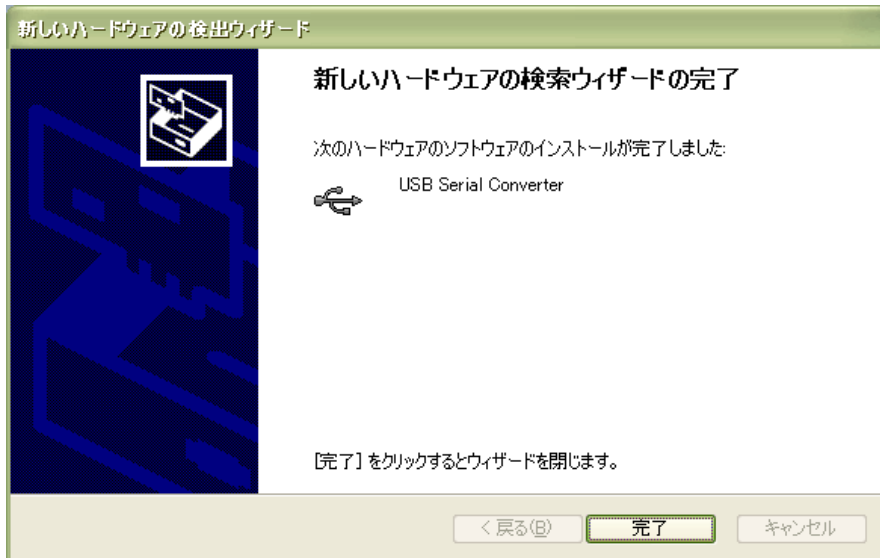 新しいハードウェアの検出ウィザード
新しいハードウェアの検索ウィザードの完了
次のハードウェアのソフトウェアのインストールが完了しました:
USB Serial Converter
[完了] をクリックするとウィザードを閉じます。
< 戻る(B)
完了
キャンセル